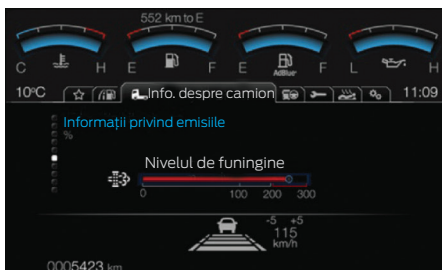 552 km to E
C H E F E AdBlue F L H
10°C Info. despre camion 11:09
Informații privind emisiile
%
Nivelul de funingine
0 100 200 300
-5 +5
115
km/h
0005423 km